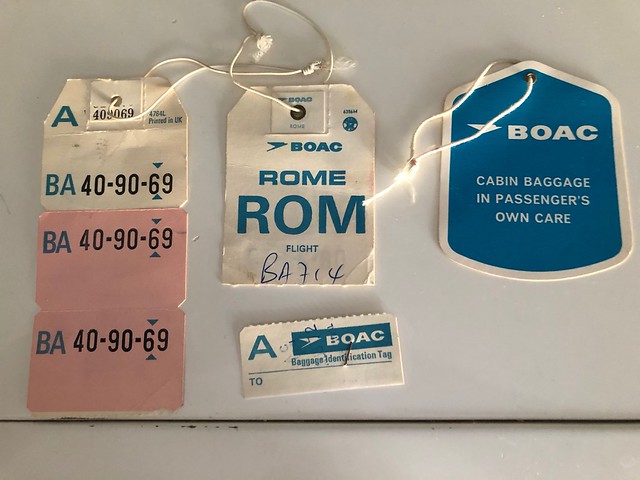 A
409069
4764L
Printed in UK
BA 40-90-69
BA 40-90-69
BA 40-90-69
BOAC
ROME
BOAC
ROME
ROM
FLIGHT
BA714
A
BOAC
Baggage Identification Tag
TO
BOAC
CABIN BAGGAGE
IN PASSENGER'S
OWN CARE